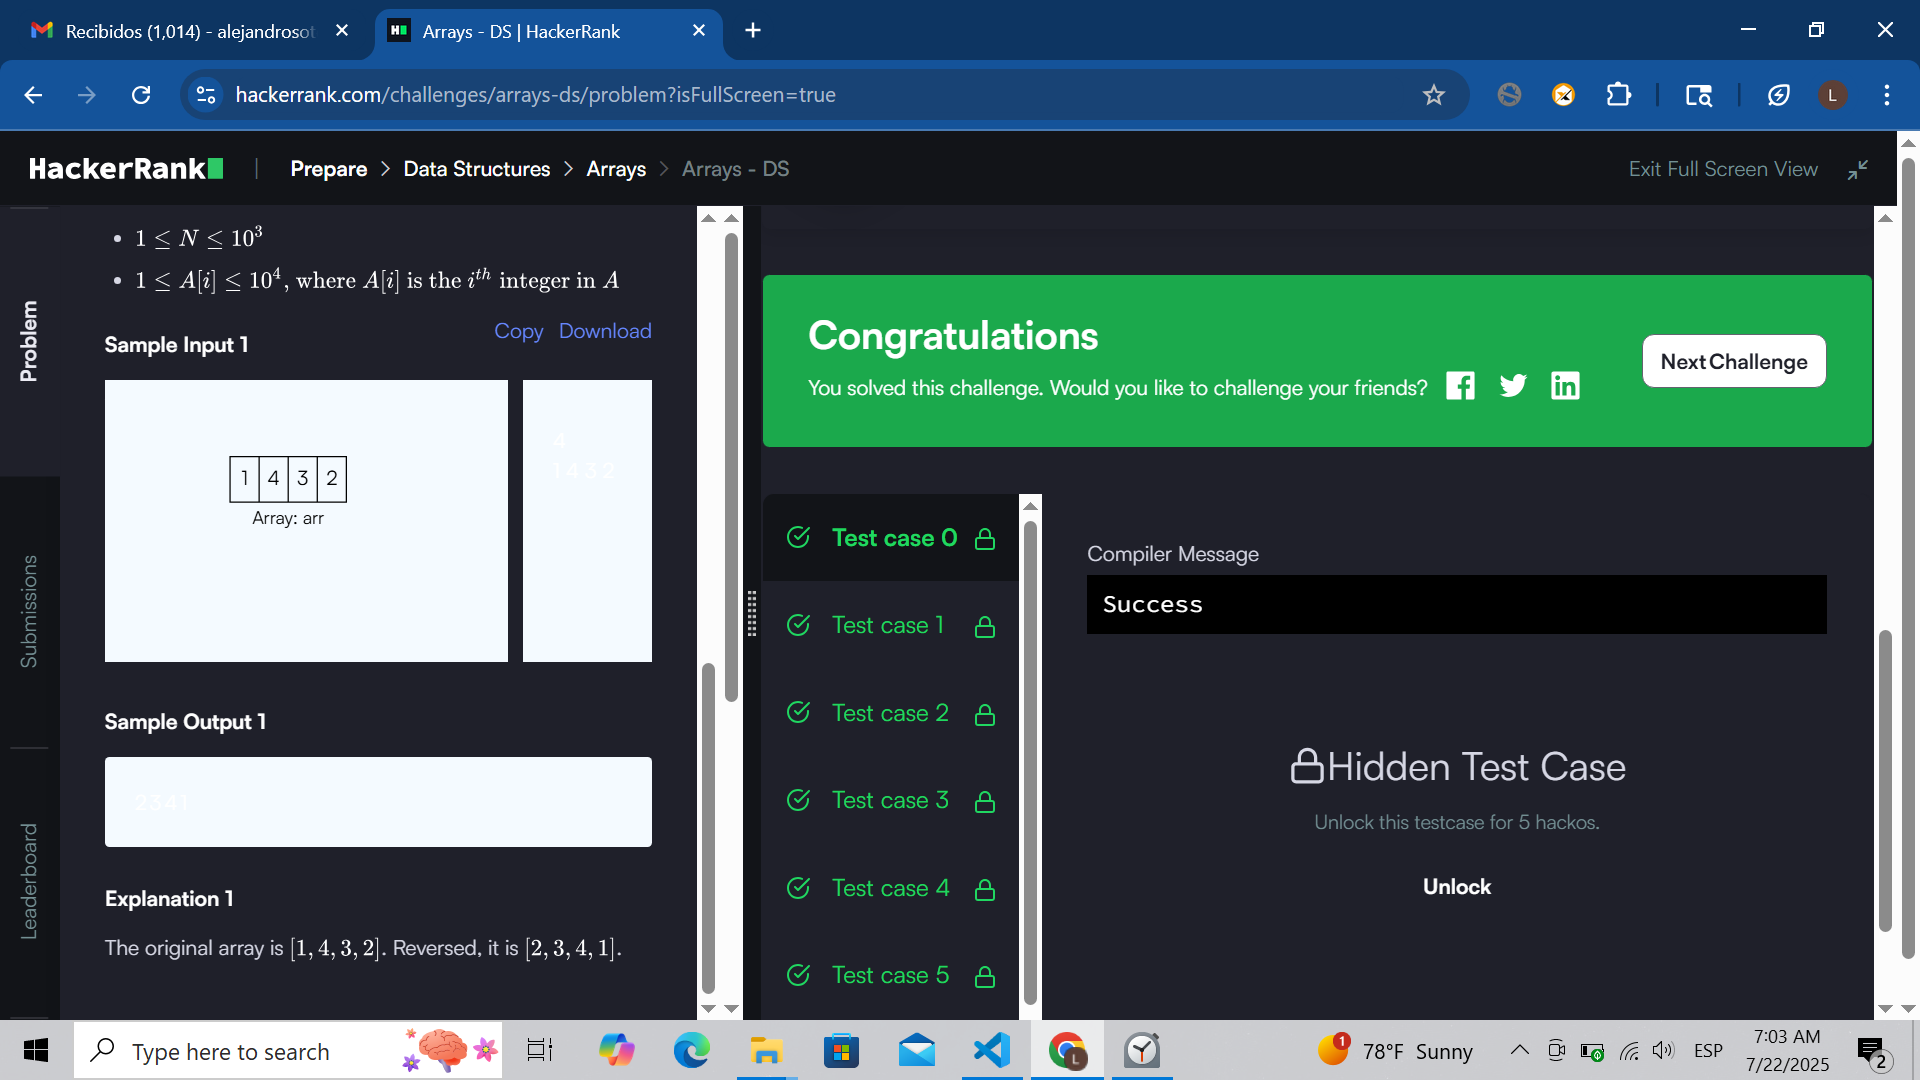 Recibidos (1,014) - alejandrosot
Arrays - DS | HackerRank
hackerrank.com/challenges/arrays-ds/problem?isFullScreen=true
L
HackerRank
Prepare > Data Structures > Arrays > Arrays - DS
Exit Full Screen View
Problem
Submissions
Leaderboard
• 1 ≤ N ≤ 10^3
• 1 ≤ A[i] ≤ 10^4, where A[i] is the i^th integer in A
Sample Input 1
Copy Download
1 4 3 2
Array: arr
4
1 4 3 2
Sample Output 1
2 3 4 1
Explanation 1
The original array is [1, 4, 3, 2]. Reversed, it is [2, 3, 4, 1].
Congratulations
You solved this challenge. Would you like to challenge your friends?
Next Challenge
Test case 0
Test case 1
Test case 2
Test case 3
Test case 4
Test case 5
Compiler Message
Success
Hidden Test Case
Unlock this testcase for 5 hackos.
Unlock
Type here to search
L
1
78°F Sunny
ESP
7:03 AM
7/22/2025
2